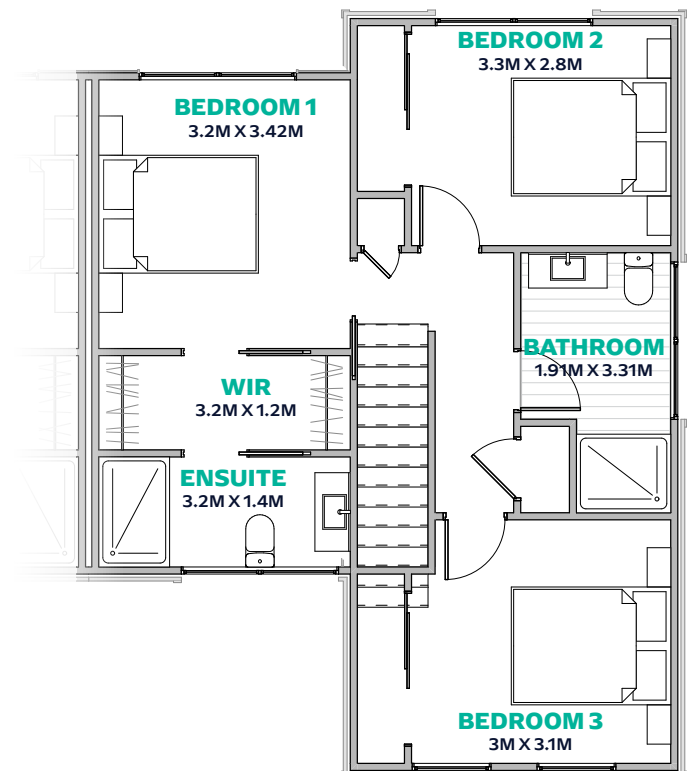 BEDROOM 2
3.3M X 2.8M
BEDROOM 1
3.2M X 3.42M
BATHROOM
1.91M X 3.31M
WIR
3.2M X 1.2M
ENSUITE
3.2M X 1.4M
BEDROOM 3
3M X 3.1M